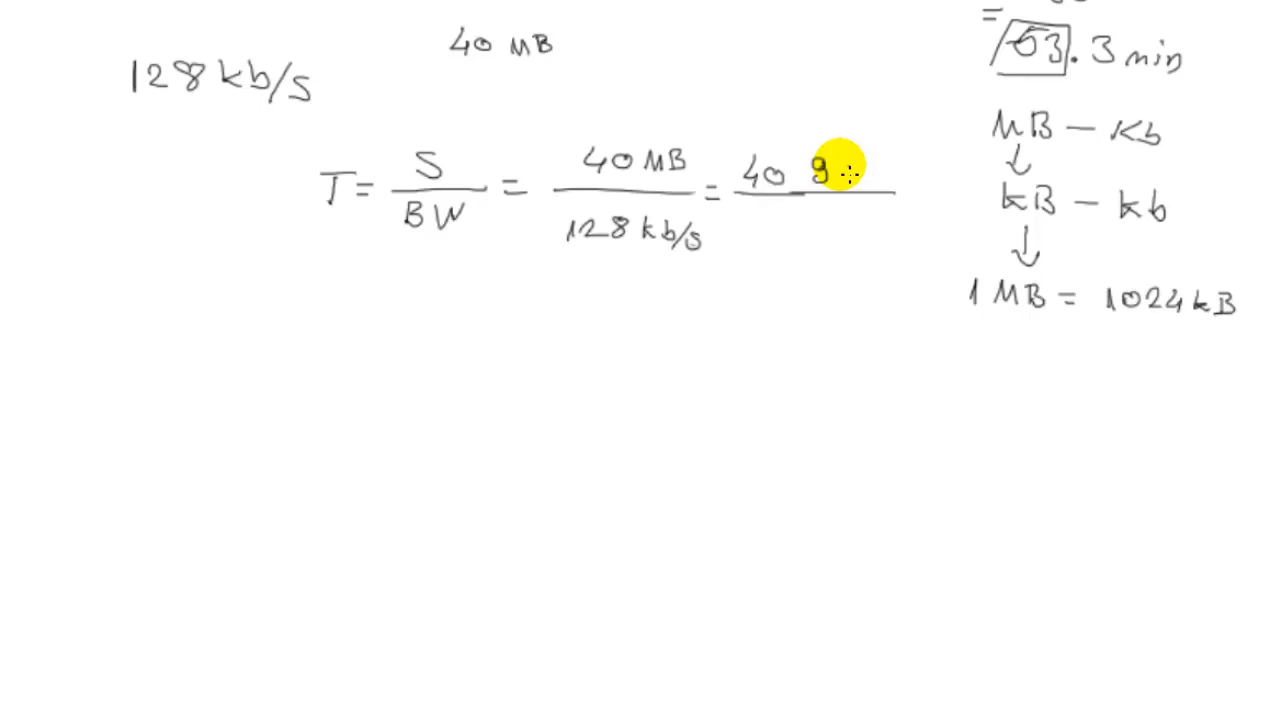 =
53.3 min
40 MB
128 kb/s
MB - Kb
T = S / BW = 40 MB / 128 kb/s = 40 9
kB - kb
1 MB = 1024 kB